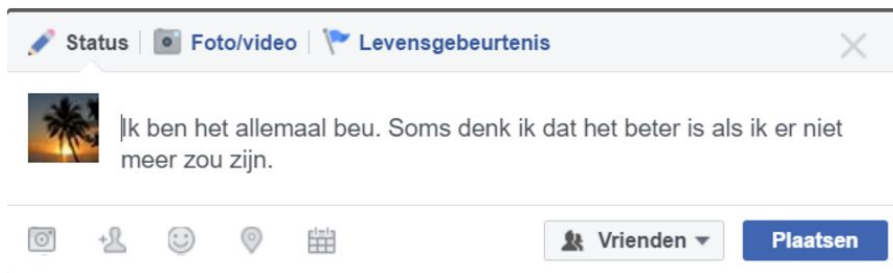 Status Foto/video Levensgebeurtenis
Ik ben het allemaal beu. Soms denk ik dat het beter is als ik er niet
meer zou zijn.
Vrienden Plaatsen